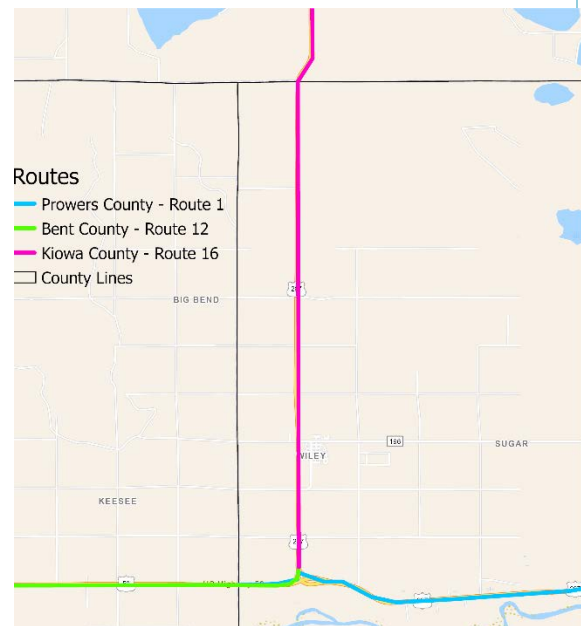 Routes
Prowers County - Route 1
Bent County - Route 12
Kiowa County - Route 16
County Lines
BIG BEND
287
196
SUGAR
WILEY
KEESEE
287
50